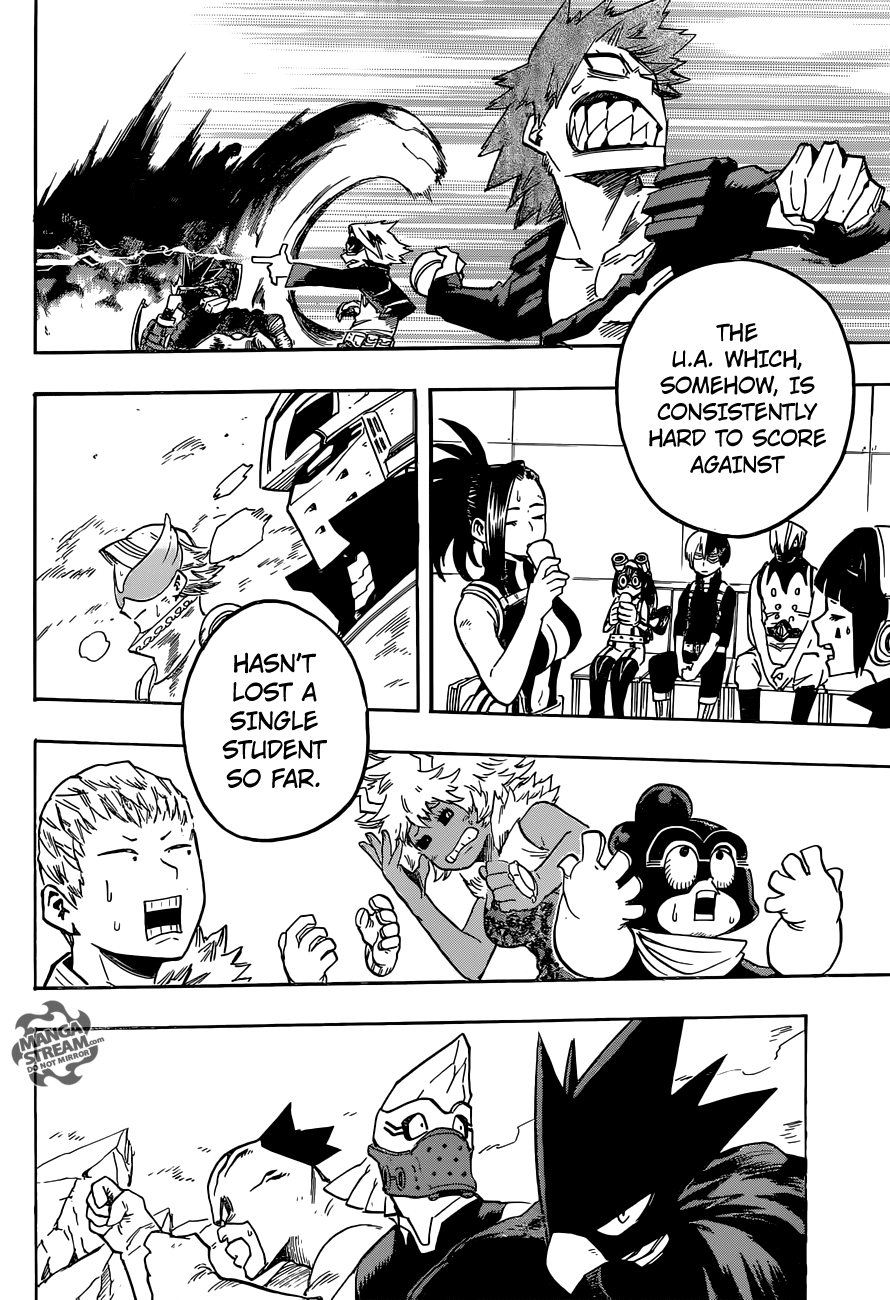 THE
U.A. WHICH,
SOMEHOW, IS
CONSISTENTLY
HARD TO SCORE
AGAINST
HASN'T
LOST A
SINGLE
STUDENT
SO FAR.
MANGA
STREAM.com
DO NOT MIRROR